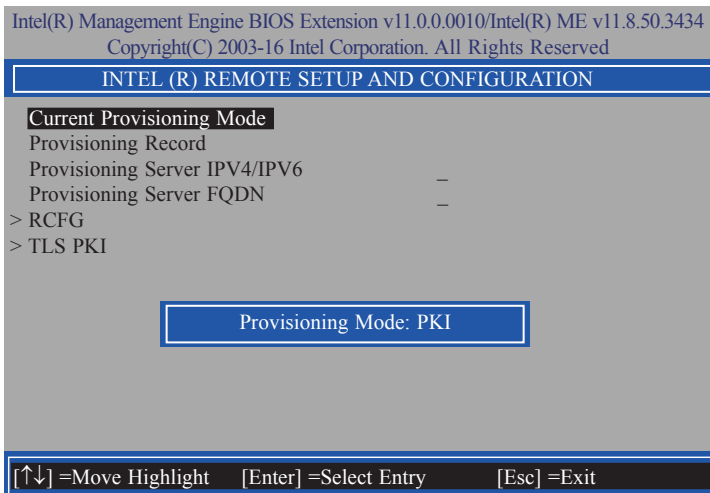 Intel(R) Management Engine BIOS Extension v11.0.0.0010/Intel(R) ME v11.8.50.3434
Copyright(C) 2003-16 Intel Corporation. All Rights Reserved
INTEL (R) REMOTE SETUP AND CONFIGURATION
Current Provisioning Mode
Provisioning Record
Provisioning Server IPV4/IPV6 _
Provisioning Server FQDN _
> RCFG
> TLS PKI
Provisioning Mode: PKI
[↑↓] =Move Highlight [Enter] =Select Entry [Esc] =Exit